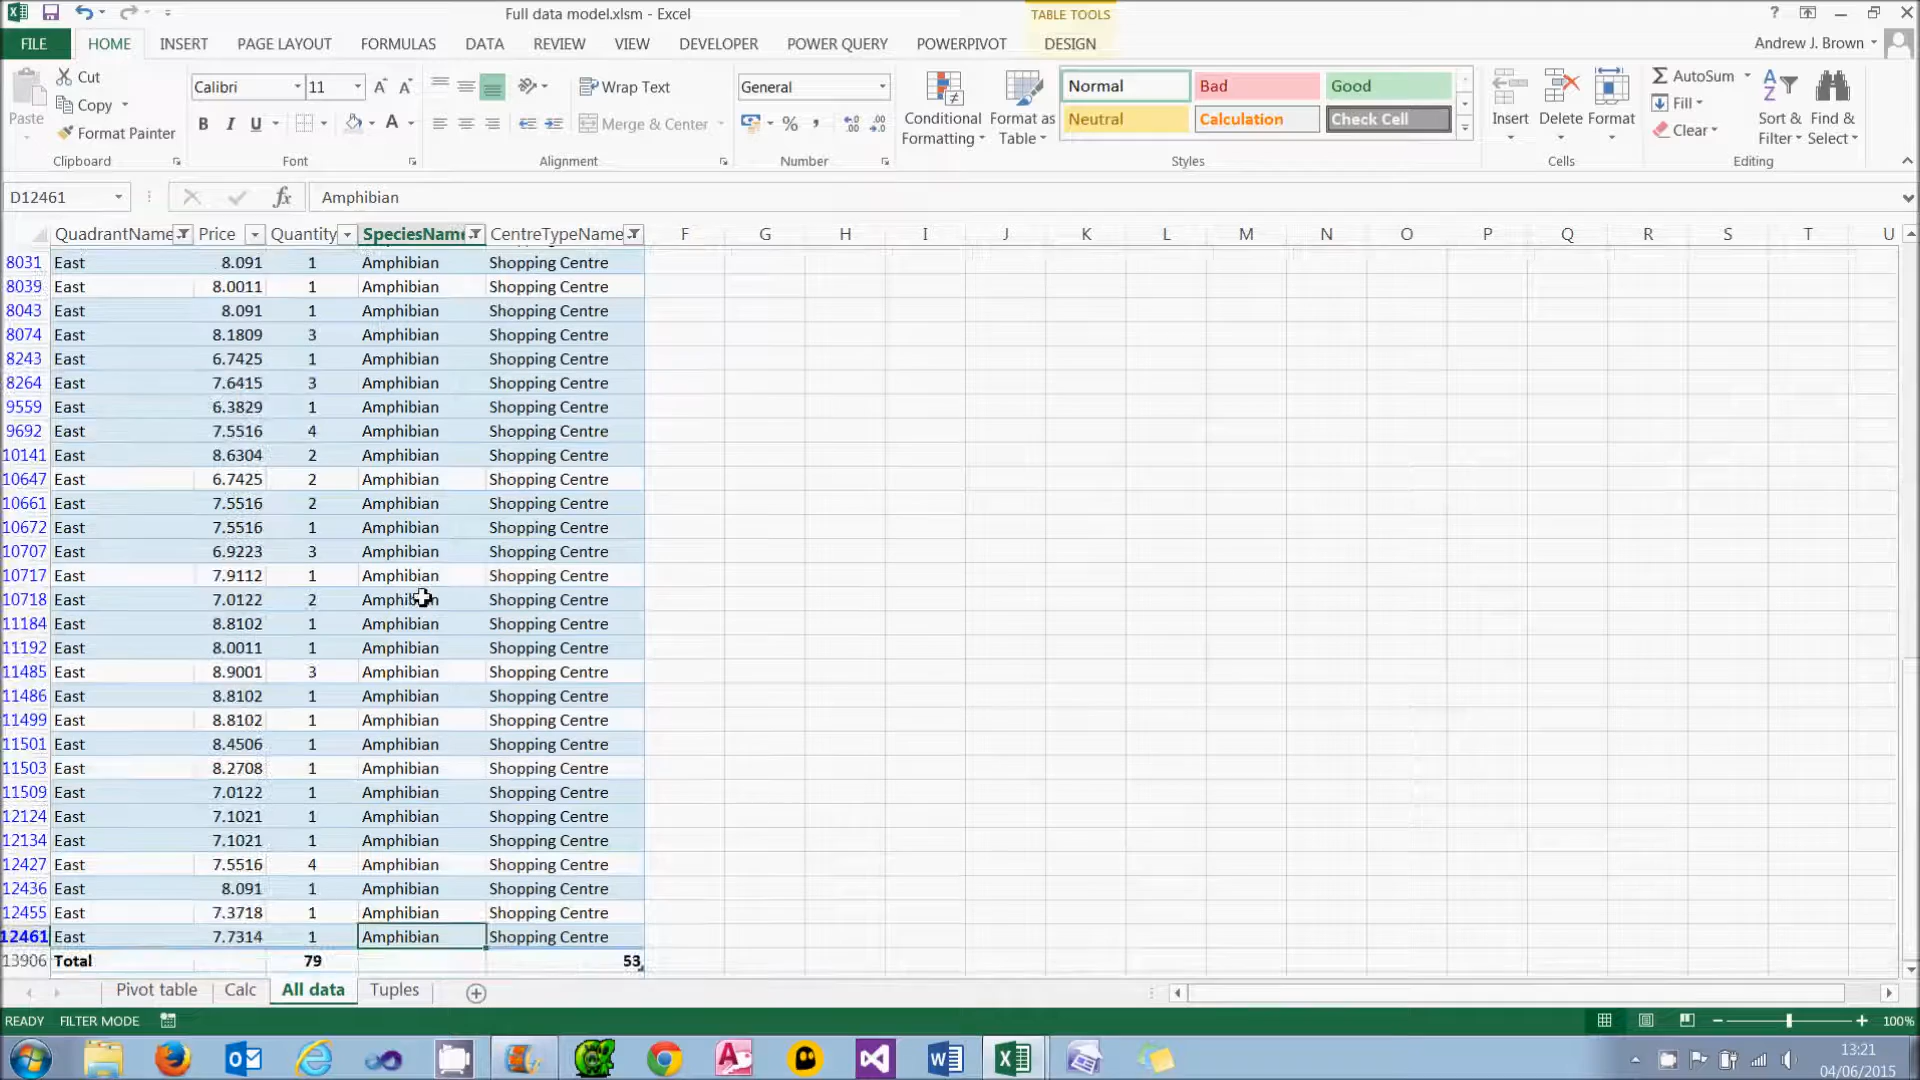 Full data model.xlsm - Excel
TABLE TOOLS
?
FILE HOME INSERT PAGE LAYOUT FORMULAS DATA REVIEW VIEW DEVELOPER POWER QUERY POWERPIVOT DESIGN Andrew J. Brown
Paste
Cut
Copy
Format Painter
Clipboard
Calibri 11
B I U
Font
Wrap Text
Merge & Center
Alignment
General
Number
Conditional Formatting
Format as Table
Normal Bad Good
Neutral Calculation Check Cell
Styles
Insert Delete Format
Cells
AutoSum
Fill
Clear
Sort & Filter
Find & Select
Editing
D12461 fx Amphibian
QuadrantName Price Quantity SpeciesNam CentreTypeName F G H I J K L M N O P Q R S T U
8031 East 8.091 1 Amphibian Shopping Centre
8039 East 8.0011 1 Amphibian Shopping Centre
8043 East 8.091 1 Amphibian Shopping Centre
8074 East 8.1809 3 Amphibian Shopping Centre
8243 East 6.7425 1 Amphibian Shopping Centre
8264 East 7.6415 3 Amphibian Shopping Centre
9559 East 6.3829 1 Amphibian Shopping Centre
9692 East 7.5516 4 Amphibian Shopping Centre
10141 East 8.6304 2 Amphibian Shopping Centre
10647 East 6.7425 2 Amphibian Shopping Centre
10661 East 7.5516 2 Amphibian Shopping Centre
10672 East 7.5516 1 Amphibian Shopping Centre
10707 East 6.9223 3 Amphibian Shopping Centre
10717 East 7.9112 1 Amphibian Shopping Centre
10718 East 7.0122 2 Amphibian Shopping Centre
11184 East 8.8102 1 Amphibian Shopping Centre
11192 East 8.0011 1 Amphibian Shopping Centre
11485 East 8.9001 3 Amphibian Shopping Centre
11486 East 8.8102 1 Amphibian Shopping Centre
11499 East 8.8102 1 Amphibian Shopping Centre
11501 East 8.4506 1 Amphibian Shopping Centre
11503 East 8.2708 1 Amphibian Shopping Centre
11509 East 7.0122 1 Amphibian Shopping Centre
12124 East 7.1021 1 Amphibian Shopping Centre
12134 East 7.1021 1 Amphibian Shopping Centre
12427 East 7.5516 4 Amphibian Shopping Centre
12436 East 8.091 1 Amphibian Shopping Centre
12455 East 7.3718 1 Amphibian Shopping Centre
12461 East 7.7314 1 Amphibian Shopping Centre
13906 Total 79 53
Pivot table Calc All data Tuples
READY FILTER MODE 100%
13:21
04/06/2015